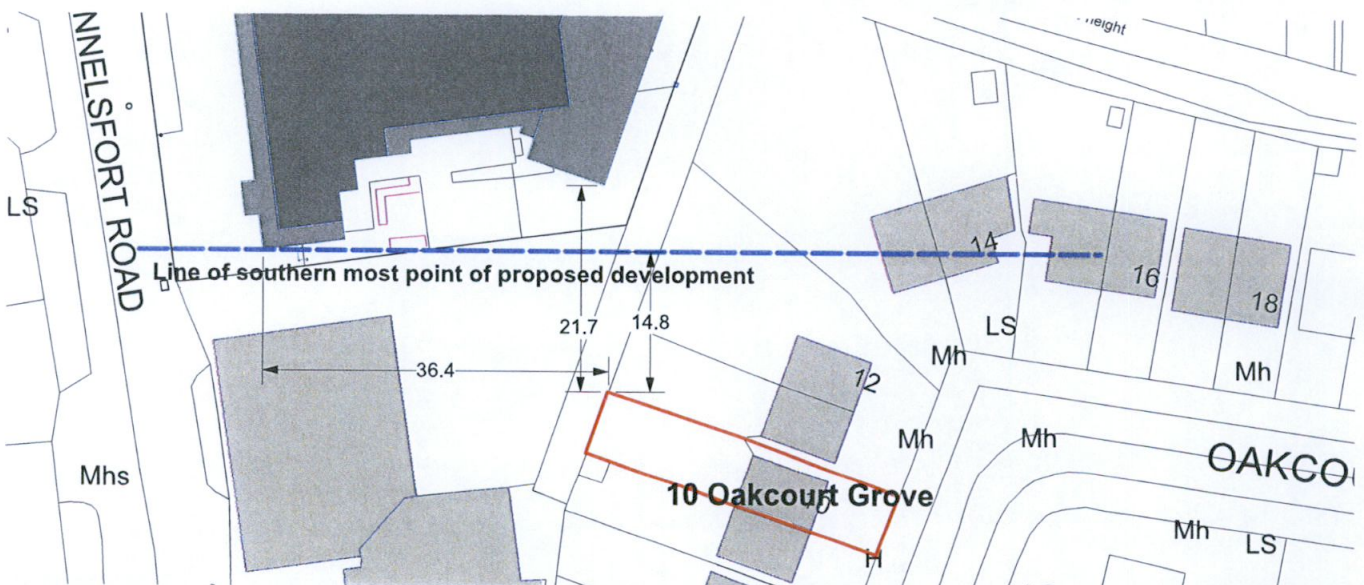 NNELSFORT ROAD
height
LS
14
16
18
Line of southern most point of proposed development
21.7
14.8
LS
36.4
Mh
Mh
12
Mh
Mh
OAKCO
Mhs
10 Oakcourt Grove
10
Mh
LS
H